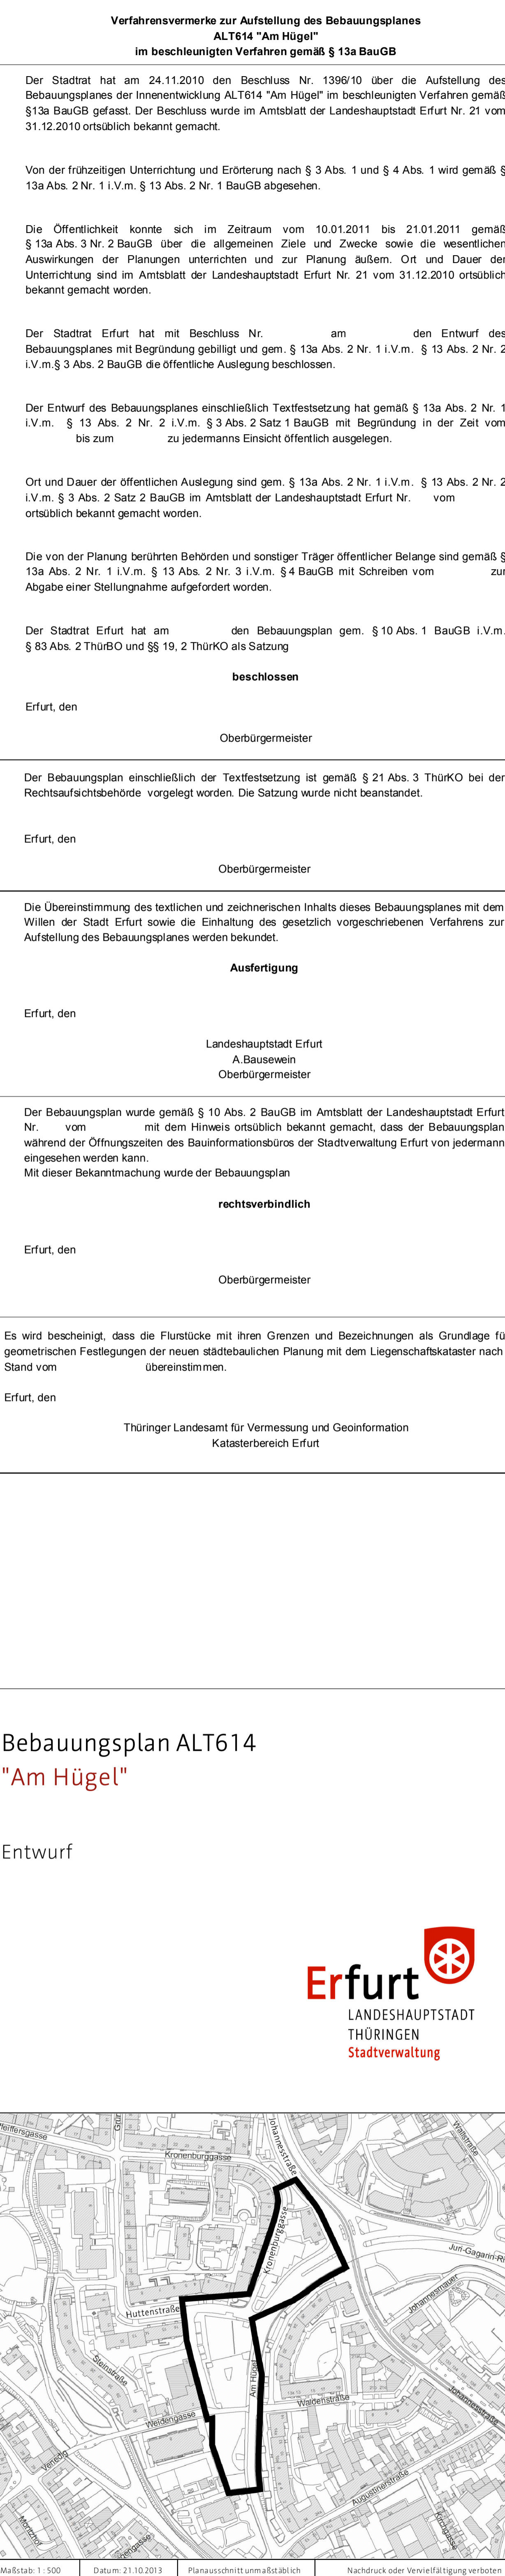 Verfahrensvermerke zur Aufstellung des Bebauungsplanes
ALT614 "Am Hügel"
im beschleunigten Verfahren gemäß § 13a BauGB
Der Stadtrat hat am 24.11.2010 den Beschluss Nr. 1396/10 über die Aufstellung des
Bebauungsplanes der Innenentwicklung ALT614 "Am Hügel" im beschleunigten Verfahren gemäß
§13a BauGB gefasst. Der Beschluss wurde im Amtsblatt der Landeshauptstadt Erfurt Nr. 21 vom
31.12.2010 ortsüblich bekannt gemacht.
Von der frühzeitigen Unterrichtung und Erörterung nach § 3 Abs. 1 und § 4 Abs. 1 wird gemäß §
13a Abs. 2 Nr. 1 i.V.m. § 13 Abs. 2 Nr. 1 BauGB abgesehen.
Die Öffentlichkeit konnte sich im Zeitraum vom 10.01.2011 bis 21.01.2011 gemäß
§ 13a Abs. 3 Nr. 2 BauGB über die allgemeinen Ziele und Zwecke sowie die wesentlichen
Auswirkungen der Planungen unterrichten und zur Planung äußern. Ort und Dauer der
Unterrichtung sind im Amtsblatt der Landeshauptstadt Erfurt Nr. 21 vom 31.12.2010 ortsüblich
bekannt gemacht worden.
Der Stadtrat Erfurt hat mit Beschluss Nr. am den Entwurf des
Bebauungsplanes mit Begründung gebilligt und gem. § 13a Abs. 2 Nr. 1 i.V.m. § 13 Abs. 2 Nr. 2
i.V.m.§ 3 Abs. 2 BauGB die öffentliche Auslegung beschlossen.
Der Entwurf des Bebauungsplanes einschließlich Textfestsetzung hat gemäß § 13a Abs. 2 Nr. 1
i.V.m. § 13 Abs. 2 Nr. 2 i.V.m. § 3 Abs. 2 Satz 1 BauGB mit Begründung in der Zeit vom
bis zum zu jedermanns Einsicht öffentlich ausgelegen.
Ort und Dauer der öffentlichen Auslegung sind gem. § 13a Abs. 2 Nr. 1 i.V.m. § 13 Abs. 2 Nr. 2
i.V.m. § 3 Abs. 2 Satz 2 BauGB im Amtsblatt der Landeshauptstadt Erfurt Nr. vom
ortsüblich bekannt gemacht worden.
Die von der Planung berührten Behörden und sonstiger Träger öffentlicher Belange sind gemäß §
13a Abs. 2 Nr. 1 i.V.m. § 13 Abs. 2 Nr. 3 i.V.m. § 4 BauGB mit Schreiben vom zur
Abgabe einer Stellungnahme aufgefordert worden.
Der Stadtrat Erfurt hat am den Bebauungsplan gem. § 10 Abs. 1 BauGB i.V.m.
§ 83 Abs. 2 ThürBO und §§ 19, 2 ThürKO als Satzung
beschlossen
Erfurt, den
Oberbürgermeister
Der Bebauungsplan einschließlich der Textfestsetzung ist gemäß § 21 Abs. 3 ThürKO bei der
Rechtsaufsichtsbehörde vorgelegt worden. Die Satzung wurde nicht beanstandet.
Erfurt, den
Oberbürgermeister
Die Übereinstimmung des textlichen und zeichnerischen Inhalts dieses Bebauungsplanes mit dem
Willen der Stadt Erfurt sowie die Einhaltung des gesetzlich vorgeschriebenen Verfahrens zur
Aufstellung des Bebauungsplanes werden bekundet.
Ausfertigung
Erfurt, den
Landeshauptstadt Erfurt
A.Bausewein
Oberbürgermeister
Der Bebauungsplan wurde gemäß § 10 Abs. 2 BauGB im Amtsblatt der Landeshauptstadt Erfurt
Nr. vom mit dem Hinweis ortsüblich bekannt gemacht, dass der Bebauungsplan
während der Öffnungszeiten des Bauinformationsbüros der Stadtverwaltung Erfurt von jedermann
eingesehen werden kann.
Mit dieser Bekanntmachung wurde der Bebauungsplan
rechtsverbindlich
Erfurt, den
Oberbürgermeister
Es wird bescheinigt, dass die Flurstücke mit ihren Grenzen und Bezeichnungen als Grundlage fü
geometrischen Festlegungen der neuen städtebaulichen Planung mit dem Liegenschaftskataster nach
Stand vom übereinstimmen.
Erfurt, den
Thüringer Landesamt für Vermessung und Geoinformation
Katasterbereich Erfurt
Bebauungsplan ALT614
"Am Hügel"
Entwurf
Erfurt
LANDESHAUPTSTADT
THÜRINGEN
Stadtverwaltung
feiffersgasse
Grün
Johannesstraße
Wallstraße
Kronenburggasse
Kronenburggasse
Juri-Gagarin-Ri
Johannesmauer
Huttenstraße
Steinstraße
Am Hügel
Waldenstraße
Johannesstraße
Weidengasse
Venedig
Augustinerstraße
Moritzhof
Kirchgasse
engasse
Maßstab: 1 : 500
Datum: 21.10.2013
Planausschnitt unmaßstäblich
Nachdruck oder Vervielfältigung verboten